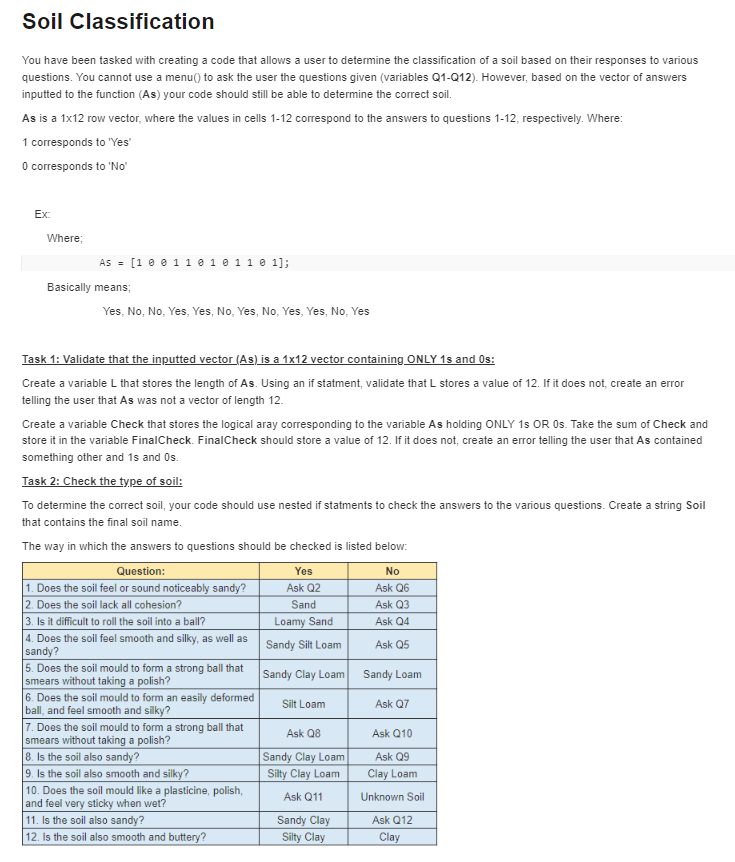 Soil Classification
You have been tasked with creating a code that allows a user to determine the classification of a soil based on their responses to various
questions. You cannot use a menu() to ask the user the questions given (variables Q1-Q12). However, based on the vector of answers
inputted to the function (As) your code should still be able to determine the correct soil.
As is a 1x12 row vector, where the values in cells 1-12 correspond to the answers to questions 1-12, respectively. Where:
1 corresponds to 'Yes'
0 corresponds to 'No'
Ex:
Where;
As = [1 0 0 1 1 0 1 0 1 1 0 1];
Basically means;
Yes, No, No, Yes, Yes, No, Yes, No, Yes, Yes, No, Yes
Task 1: Validate that the inputted vector (As) is a 1x12 vector containing ONLY 1s and 0s:
Create a variable L that stores the length of As. Using an if statment, validate that L stores a value of 12. If it does not, create an error
telling the user that As was not a vector of length 12.
Create a variable Check that stores the logical aray corresponding to the variable As holding ONLY 1s OR 0s. Take the sum of Check and
store it in the variable FinalCheck. FinalCheck should store a value of 12. If it does not, create an error telling the user that As contained
something other and 1s and 0s.
Task 2: Check the type of soil:
To determine the correct soil, your code should use nested if statments to check the answers to the various questions. Create a string Soil
that contains the final soil name.
The way in which the answers to questions should be checked is listed below:
Question: Yes No
1. Does the soil feel or sound noticeably sandy? Ask Q2 Ask Q6
2. Does the soil lack all cohesion? Sand Ask Q3
3. Is it difficult to roll the soil into a ball? Loamy Sand Ask Q4
4. Does the soil feel smooth and silky, as well as
sandy? Sandy Silt Loam Ask Q5
5. Does the soil mould to form a strong ball that
smears without taking a polish? Sandy Clay Loam Sandy Loam
6. Does the soil mould to form an easily deformed
ball, and feel smooth and silky? Silt Loam Ask Q7
7. Does the soil mould to form a strong ball that
smears without taking a polish? Ask Q8 Ask Q10
8. Is the soil also sandy? Sandy Clay Loam Ask Q9
9. Is the soil also smooth and silky? Silty Clay Loam Clay Loam
10. Does the soil mould like a plasticine, polish,
and feel very sticky when wet? Ask Q11 Unknown Soil
11. Is the soil also sandy? Sandy Clay Ask Q12
12. Is the soil also smooth and buttery? Silty Clay Clay